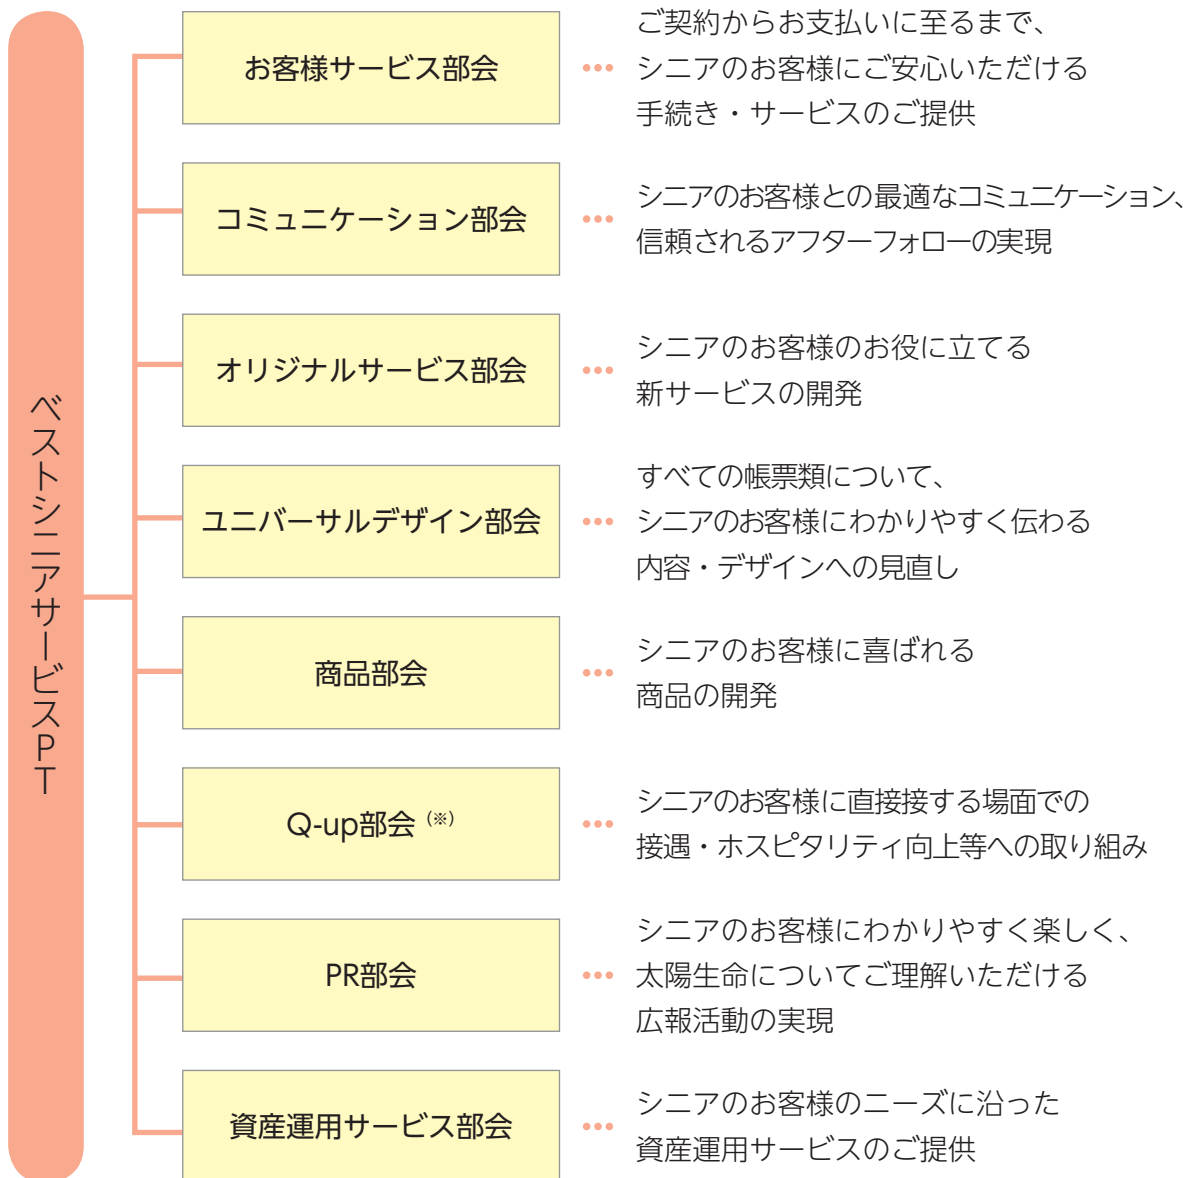 ベストシニアサービスPT
お客様サービス部会
••• ご契約からお支払いに至るまで、
シニアのお客様にご安心いただける
手続き・サービスのご提供
コミュニケーション部会
••• シニアのお客様との最適なコミュニケーション、
信頼されるアフターフォローの実現
オリジナルサービス部会
••• シニアのお客様のお役に立てる
新サービスの開発
ユニバーサルデザイン部会
••• すべての帳票類について、
シニアのお客様にわかりやすく伝わる
内容・デザインへの見直し
商品部会
••• シニアのお客様に喜ばれる
商品の開発
Q-up部会（※）
••• シニアのお客様に直接接する場面での
接遇・ホスピタリティ向上等への取り組み
PR部会
••• シニアのお客様にわかりやすく楽しく、
太陽生命についてご理解いただける
広報活動の実現
資産運用サービス部会
••• シニアのお客様のニーズに沿った
資産運用サービスのご提供